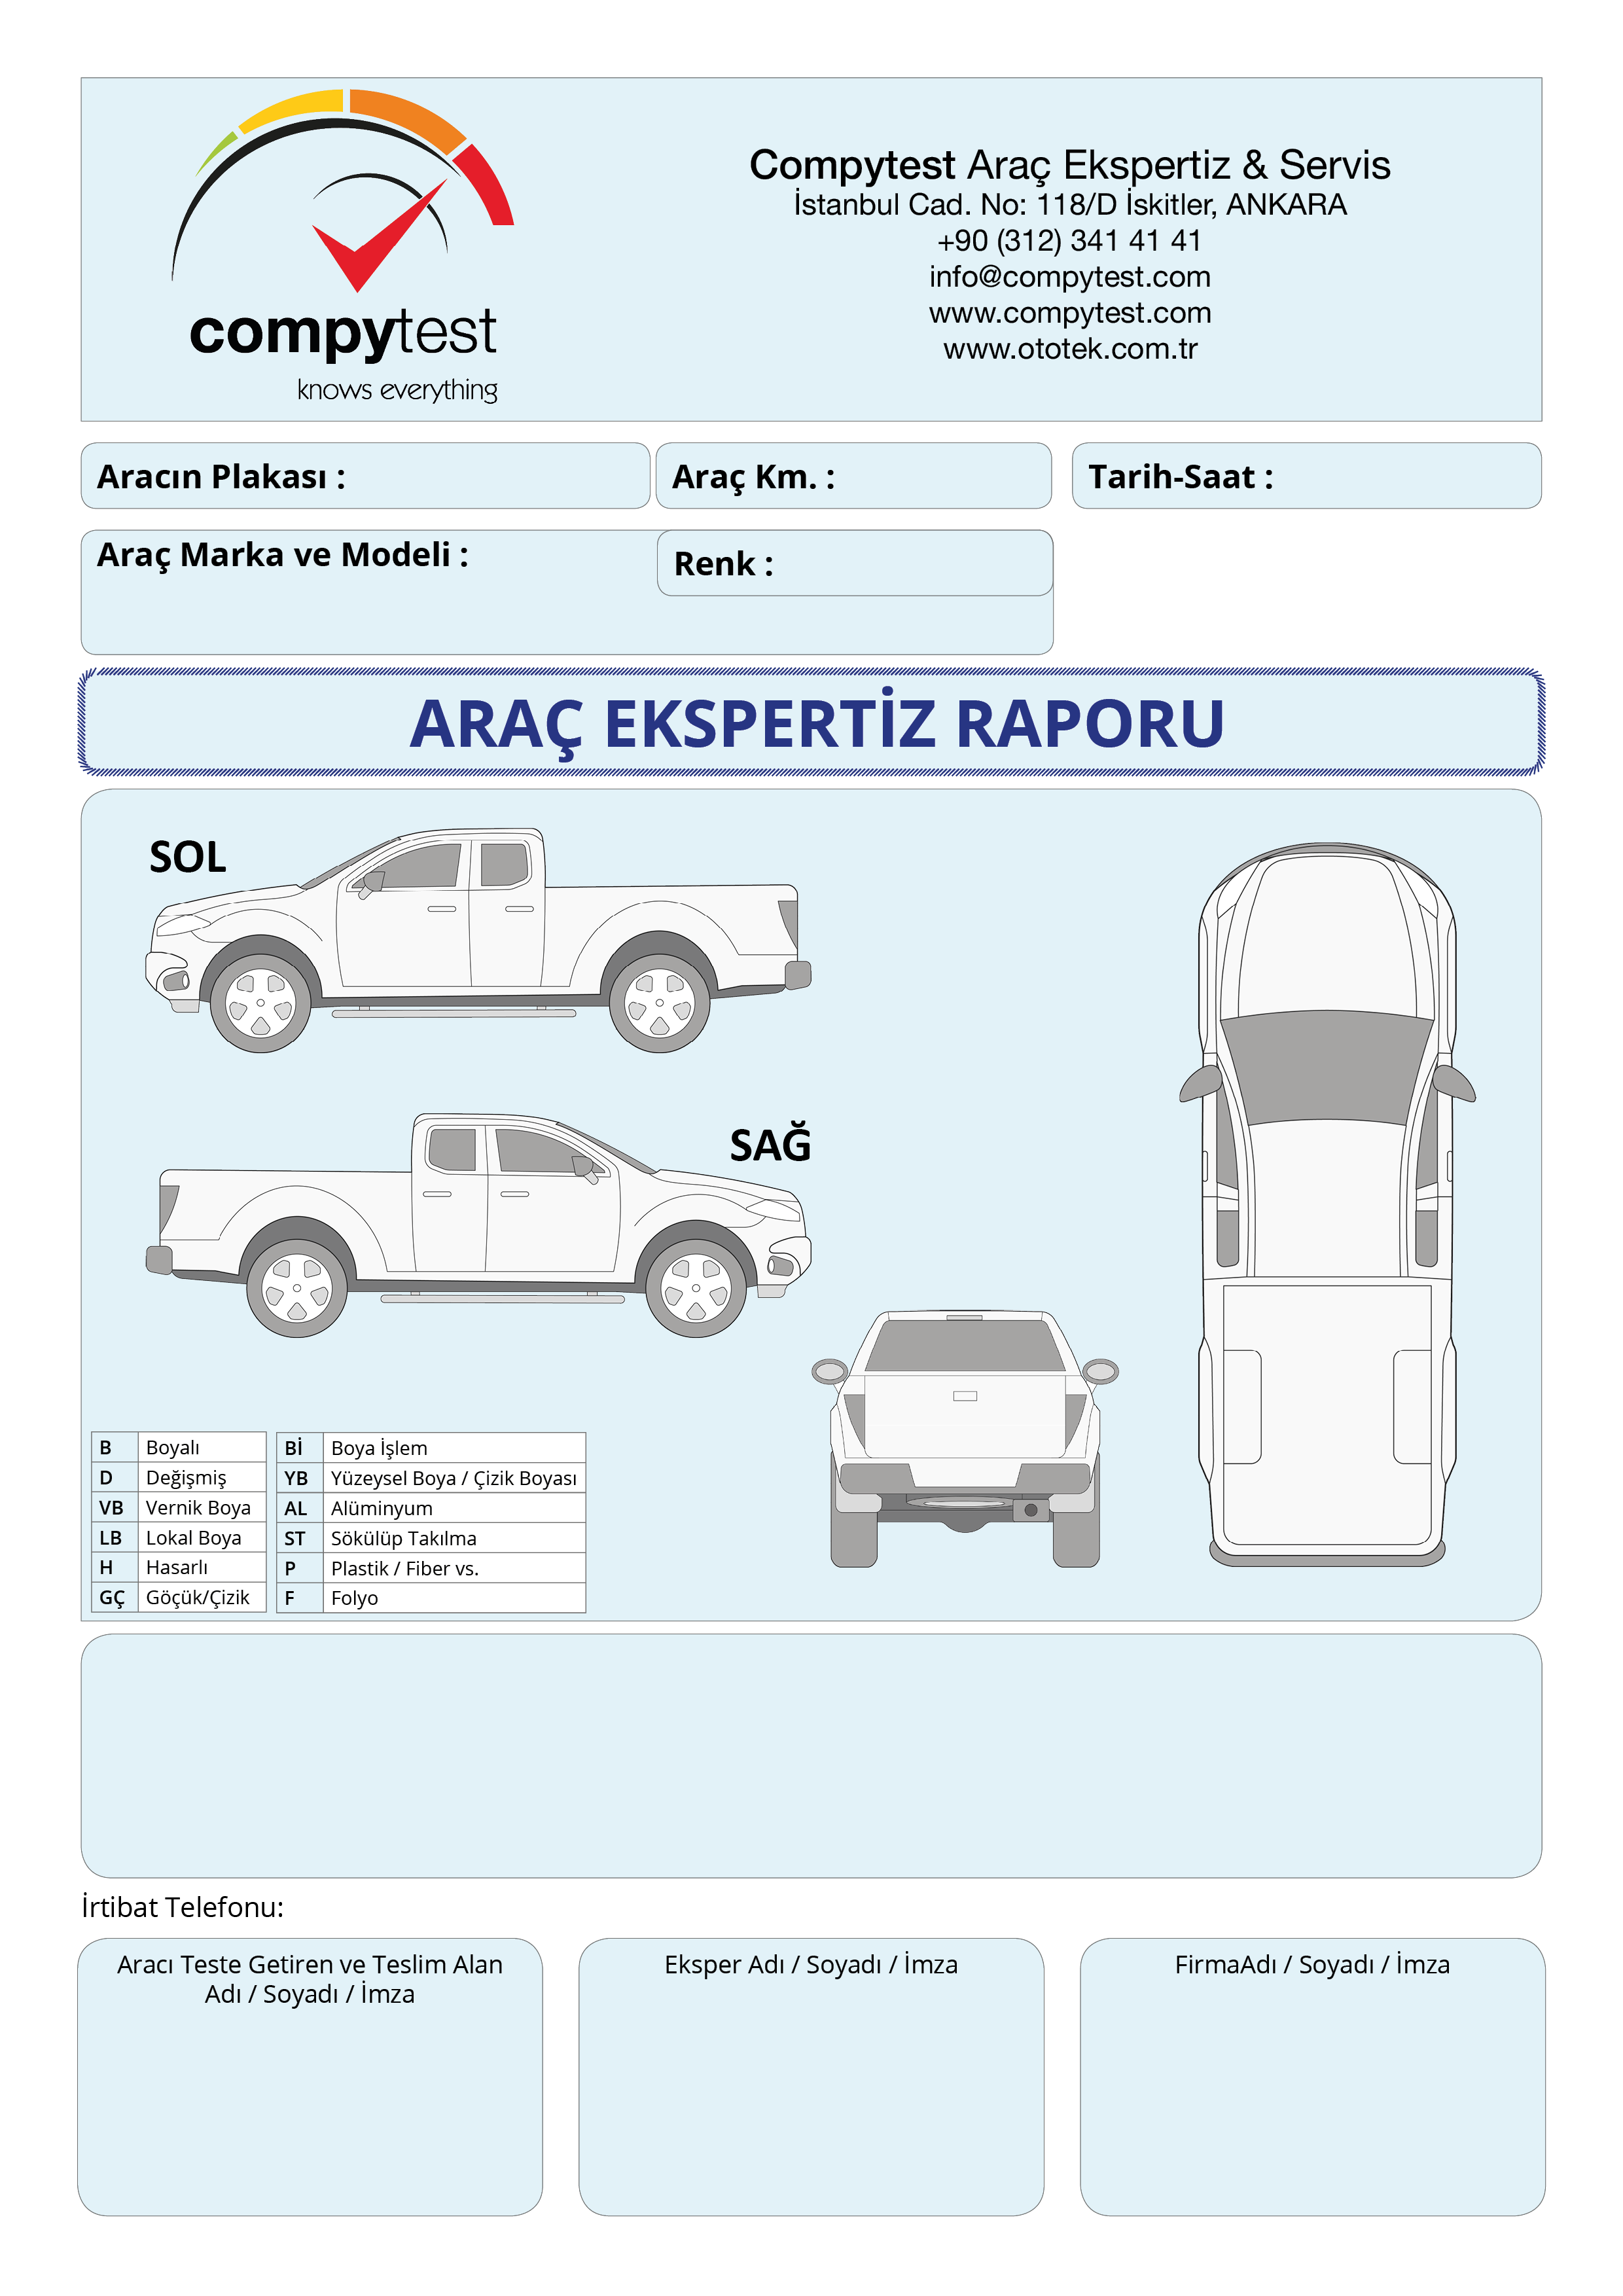 compytest
knows everything
Compytest Araç Ekspertiz & Servis
İstanbul Cad. No: 118/D İskitler, ANKARA
+90 (312) 341 41 41
info@compytest.com
www.compytest.com
www.ototek.com.tr
Aracın Plakası :
Araç Km. :
Tarih-Saat :
Araç Marka ve Modeli :
Renk :
ARAÇ EKSPERTİZ RAPORU
SOL
SAĞ
B Boyalı
D Değişmiş
VB Vernik Boya
LB Lokal Boya
H Hasarlı
GÇ Göçük/Çizik
Bİ Boya İşlem
YB Yüzeysel Boya / Çizik Boyası
AL Alüminyum
ST Sökülüp Takılma
P Plastik / Fiber vs.
F Folyo
İrtibat Telefonu:
Aracı Teste Getiren ve Teslim Alan
Adı / Soyadı / İmza
Eksper Adı / Soyadı / İmza
FirmaAdı / Soyadı / İmza